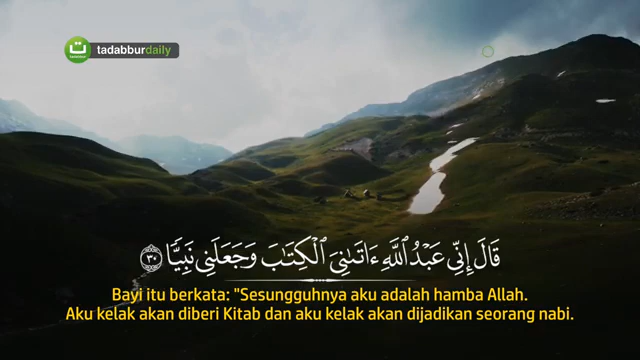 ت
tadabbur
tadabburdaily
قَالَ إِنِّي عَبْدُ ٱللَّهِ ءَاتَىٰنِيَ ٱلْكِتَٰبَ وَجَعَلَنِي نَبِيًّا ٣٠
Bayi itu berkata: "Sesungguhnya aku adalah hamba Allah.
Aku kelak akan diberi Kitab dan aku kelak akan dijadikan seorang nabi.